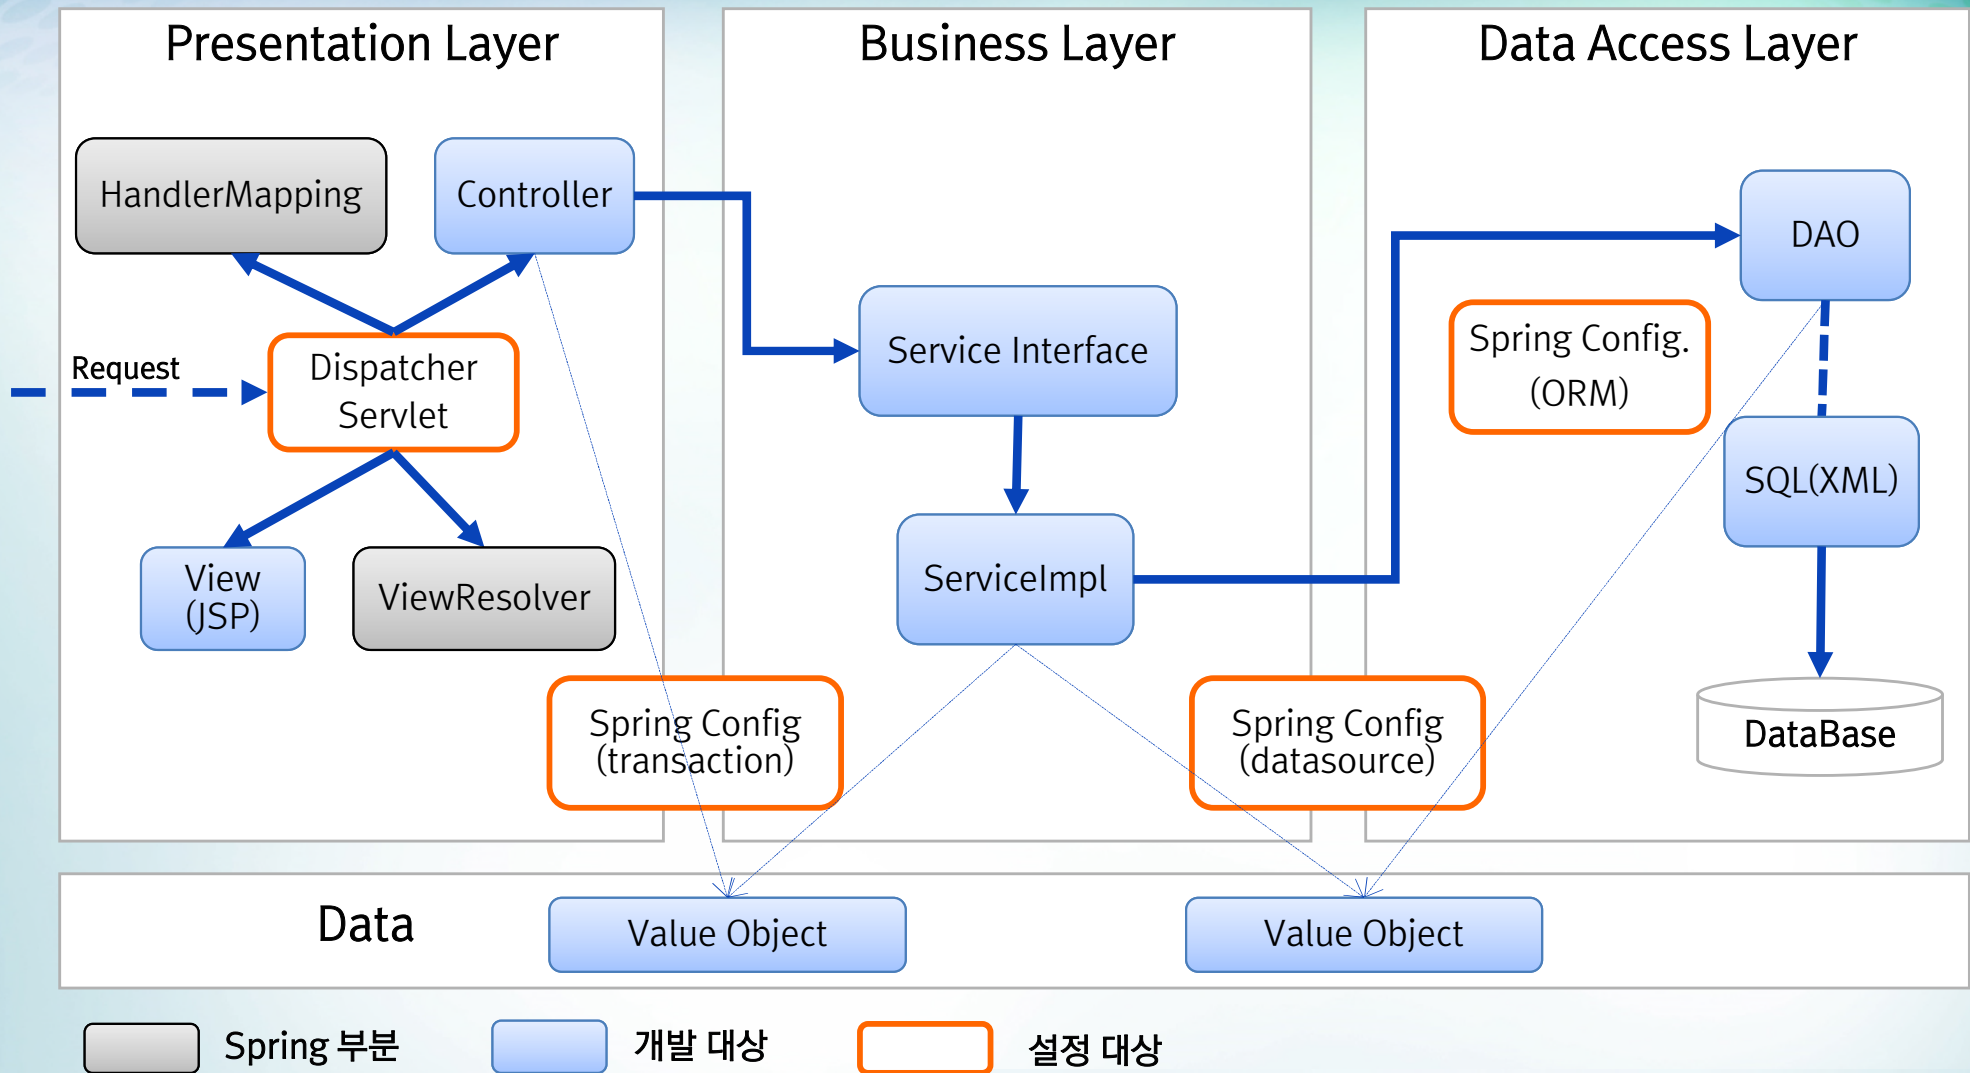 Presentation Layer
Business Layer
Data Access Layer
HandlerMapping
Controller
Request
Dispatcher
Servlet
View
(JSP)
ViewResolver
Service Interface
ServiceImpl
DAO
Spring Config.
(ORM)
SQL(XML)
DataBase
Spring Config
(transaction)
Spring Config
(datasource)
Data
Value Object
Value Object
Spring 부분
개발 대상
설정 대상